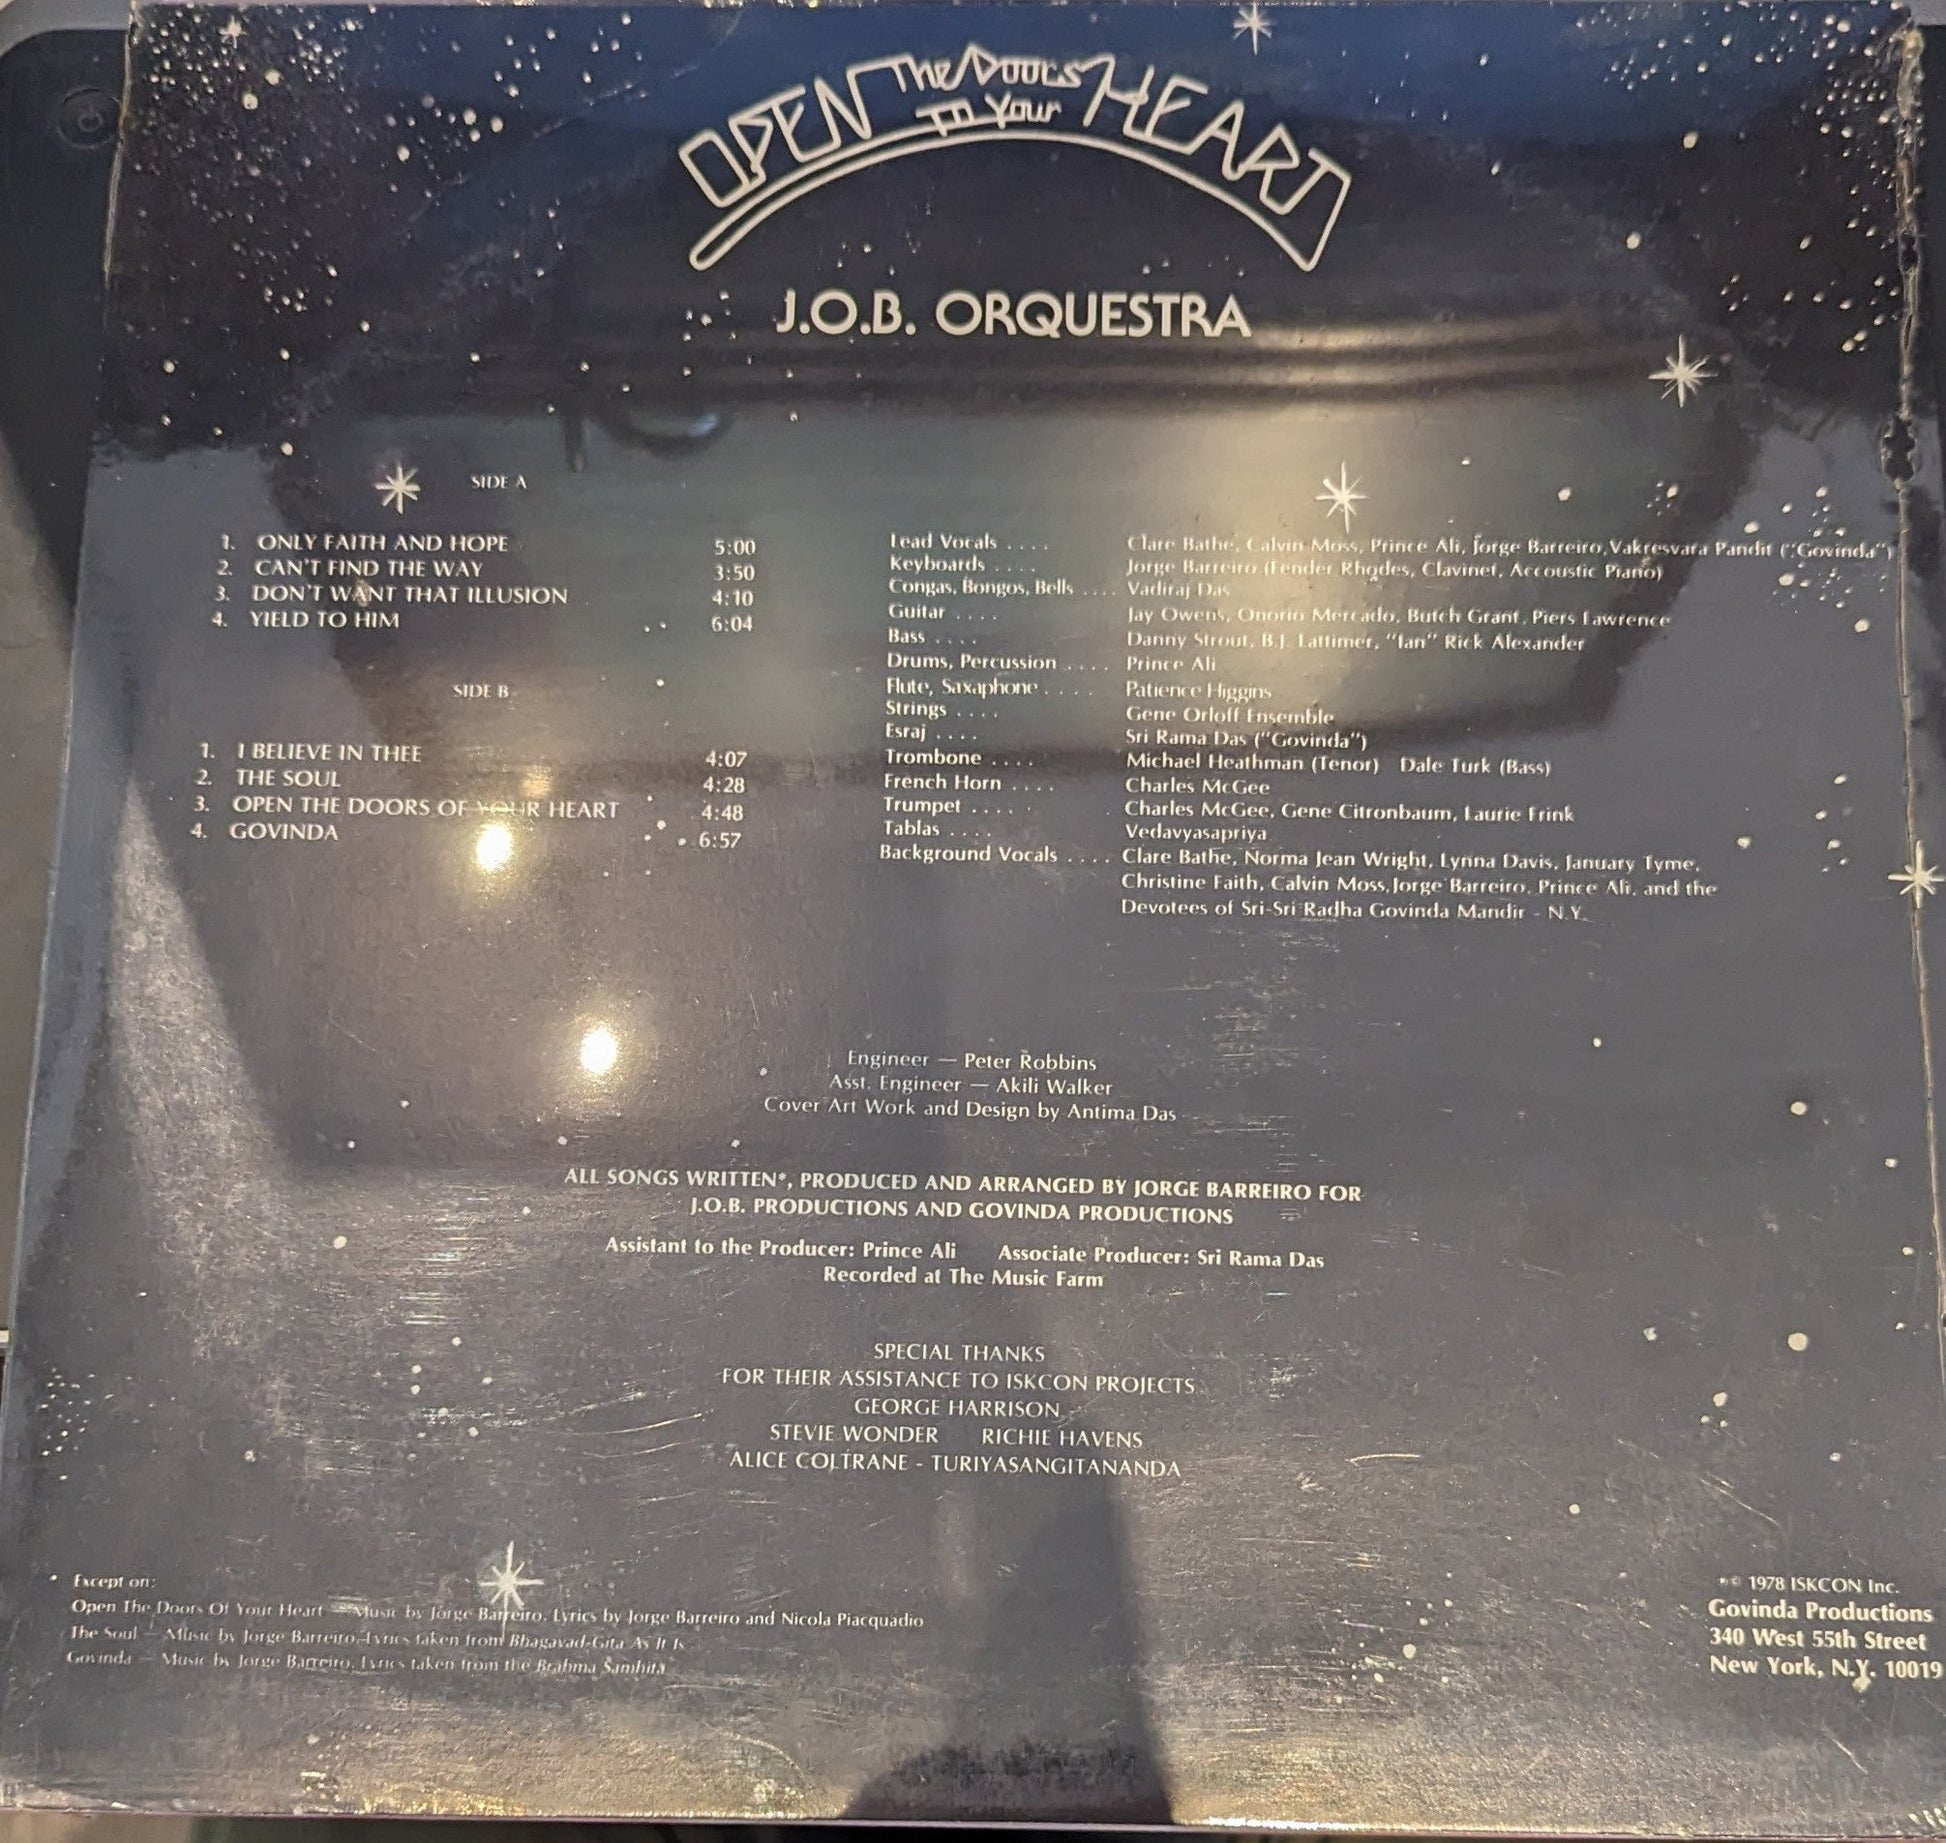 OPEN The Doors To Your HEART
J.O.B. ORQUESTRA
SIDE A
1. ONLY FAITH AND HOPE 5:00
2. CAN'T FIND THE WAY 3:50
3. DON'T WANT THAT ILLUSION 4:10
4. YIELD TO HIM 6:04
SIDE B
1. I BELIEVE IN THEE 4:07
2. THE SOUL 4:28
3. OPEN THE DOORS OF YOUR HEART 4:48
4. GOVINDA 6:57
Lead Vocals .... Clare Bathe, Calvin Moss, Prince Ali, Jorge Barreiro, Vakresvara Pandit ("Govinda")
Keyboards .... Jorge Barreiro (Fender Rhodes, Clavinet, Accoustic Piano)
Congas, Bongos, Bells .... Vadiraj Das
Guitar .... Jay Owens, Onorio Mercado, Butch Grant, Piers Lawrence
Bass .... Danny Strout, B.J. Lattimer, "Ian" Rick Alexander
Drums, Percussion .... Prince Ali
Flute, Saxaphone .... Patience Higgins
Strings .... Gene Orloff Ensemble
Esraj .... Sri Rama Das ("Govinda")
Trombone .... Michael Heathman (Tenor) Dale Turk (Bass)
French Horn .... Charles McGee
Trumpet .... Charles McGee, Gene Citronbaum, Laurie Frink
Tablas .... Vedavyasapriya
Background Vocals .... Clare Bathe, Norma Jean Wright, Lynna Davis, January Tyme,
Christine Faith, Calvin Moss, Jorge Barreiro, Prince Ali, and the
Devotees of Sri-Sri Radha Govinda Mandir - N.Y.
Engineer — Peter Robbins
Asst. Engineer — Akili Walker
Cover Art Work and Design by Antima Das
ALL SONGS WRITTEN*, PRODUCED AND ARRANGED BY JORGE BARREIRO FOR
J.O.B. PRODUCTIONS AND GOVINDA PRODUCTIONS
Assistant to the Producer: Prince Ali Associate Producer: Sri Rama Das
Recorded at The Music Farm
SPECIAL THANKS
FOR THEIR ASSISTANCE TO ISKCON PROJECTS
GEORGE HARRISON
STEVIE WONDER RICHIE HAVENS
ALICE COLTRANE - TURIYASANGITANANDA
* Except on:
Open The Doors Of Your Heart — Music by Jorge Barreiro, Lyrics by Jorge Barreiro and Nicola Piacquadio
The Soul — Music by Jorge Barreiro, Lyrics taken from Bhagavad-Gita As It Is
Govinda — Music by Jorge Barreiro, Lyrics taken from the Brahma Samhita
℗© 1978 ISKCON Inc.
Govinda Productions
340 West 55th Street
New York, N.Y. 10019